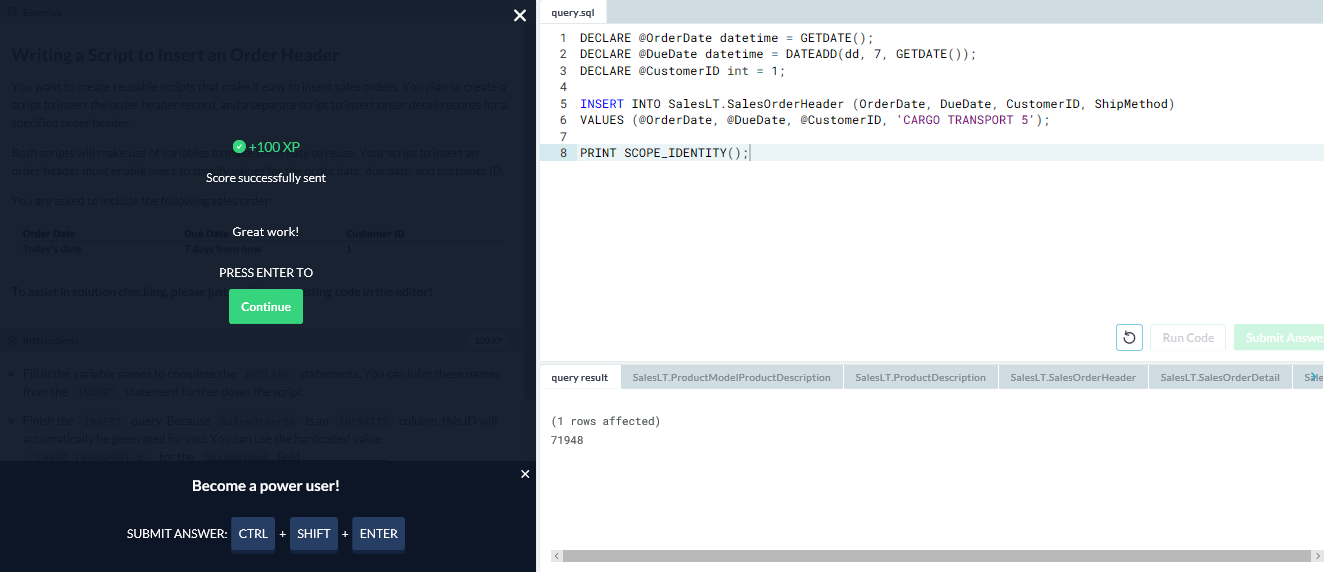 Exercise
Writing a Script to Insert an Order Header
You want to create reusable scripts that make it easy to insert sales orders. You plan to create a
script to insert the order header record, and a separate script to insert order detail records for a
specified order header.
Both scripts will make use of variables to make them easy to reuse. Your script to insert an
order header must enable users to specify values for the order date, due date, and customer ID.
You are asked to include the following sales order:
Order Date Due Date Customer ID
Today's date 7 days from now 1
To assist in solution checking, please just existing code in the editor!
+100 XP
Score successfully sent
Great work!
PRESS ENTER TO
Continue
Instructions 100 XP
Fill in the variable names to complete the DECLARE statements. You can infer these names
from the INSERT statement further down the script.
Finish the INSERT query. Because SalesOrderID is an IDENTITY column, this ID will
automatically be generated for you. You can use the hardcoded value
'CARGO TRANSPORT 5' for the ShipMethod field.
Become a power user!
SUBMIT ANSWER: CTRL + SHIFT + ENTER
query.sql
1 DECLARE @OrderDate datetime = GETDATE();
2 DECLARE @DueDate datetime = DATEADD(dd, 7, GETDATE());
3 DECLARE @CustomerID int = 1;
4
5 INSERT INTO SalesLT.SalesOrderHeader (OrderDate, DueDate, CustomerID, ShipMethod)
6 VALUES (@OrderDate, @DueDate, @CustomerID, 'CARGO TRANSPORT 5');
7
8 PRINT SCOPE_IDENTITY();
Run Code Submit Answe
query result SalesLT.ProductModelProductDescription SalesLT.ProductDescription SalesLT.SalesOrderHeader SalesLT.SalesOrderDetail
(1 rows affected)
71948